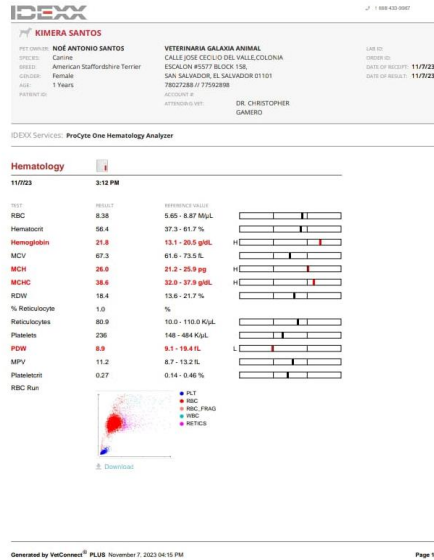 IDEXX
1 888 433-9987
KIMERA SANTOS
PET OWNER: NOÉ ANTONIO SANTOS
SPECIES: Canine
BREED: American Staffordshire Terrier
GENDER: Female
AGE: 1 Years
PATIENT ID:
VETERINARIA GALAXIA ANIMAL
CALLE JOSE CECILIO DEL VALLE,COLONIA
ESCALON #5577 BLOCK 158,
SAN SALVADOR, EL SALVADOR 01101
78027288 // 77592898
ACCOUNT #:
ATTENDING VET: DR. CHRISTOPHER
GAMERO
LAB ID:
ORDER ID:
DATE OF RECEIPT: 11/7/23
DATE OF RESULT: 11/7/23
IDEXX Services: ProCyte One Hematology Analyzer
Hematology
11/7/23 3:12 PM
TEST RESULT REFERENCE VALUE
RBC 8.38 5.65 - 8.87 M/µL
Hematocrit 56.4 37.3 - 61.7 %
Hemoglobin 21.8 13.1 - 20.5 g/dL H
MCV 67.3 61.6 - 73.5 fL
MCH 26.0 21.2 - 25.9 pg H
MCHC 38.6 32.0 - 37.9 g/dL H
RDW 18.4 13.6 - 21.7 %
% Reticulocyte 1.0 %
Reticulocytes 80.9 10.0 - 110.0 K/µL
Platelets 236 148 - 484 K/µL
PDW 8.9 9.1 - 19.4 fL L
MPV 11.2 8.7 - 13.2 fL
Plateletcrit 0.27 0.14 - 0.46 %
RBC Run
PLT
RBC
RBC_FRAG
WBC
RETICS
Download
Generated by VetConnect® PLUS November 7, 2023 04:15 PM
Page 1